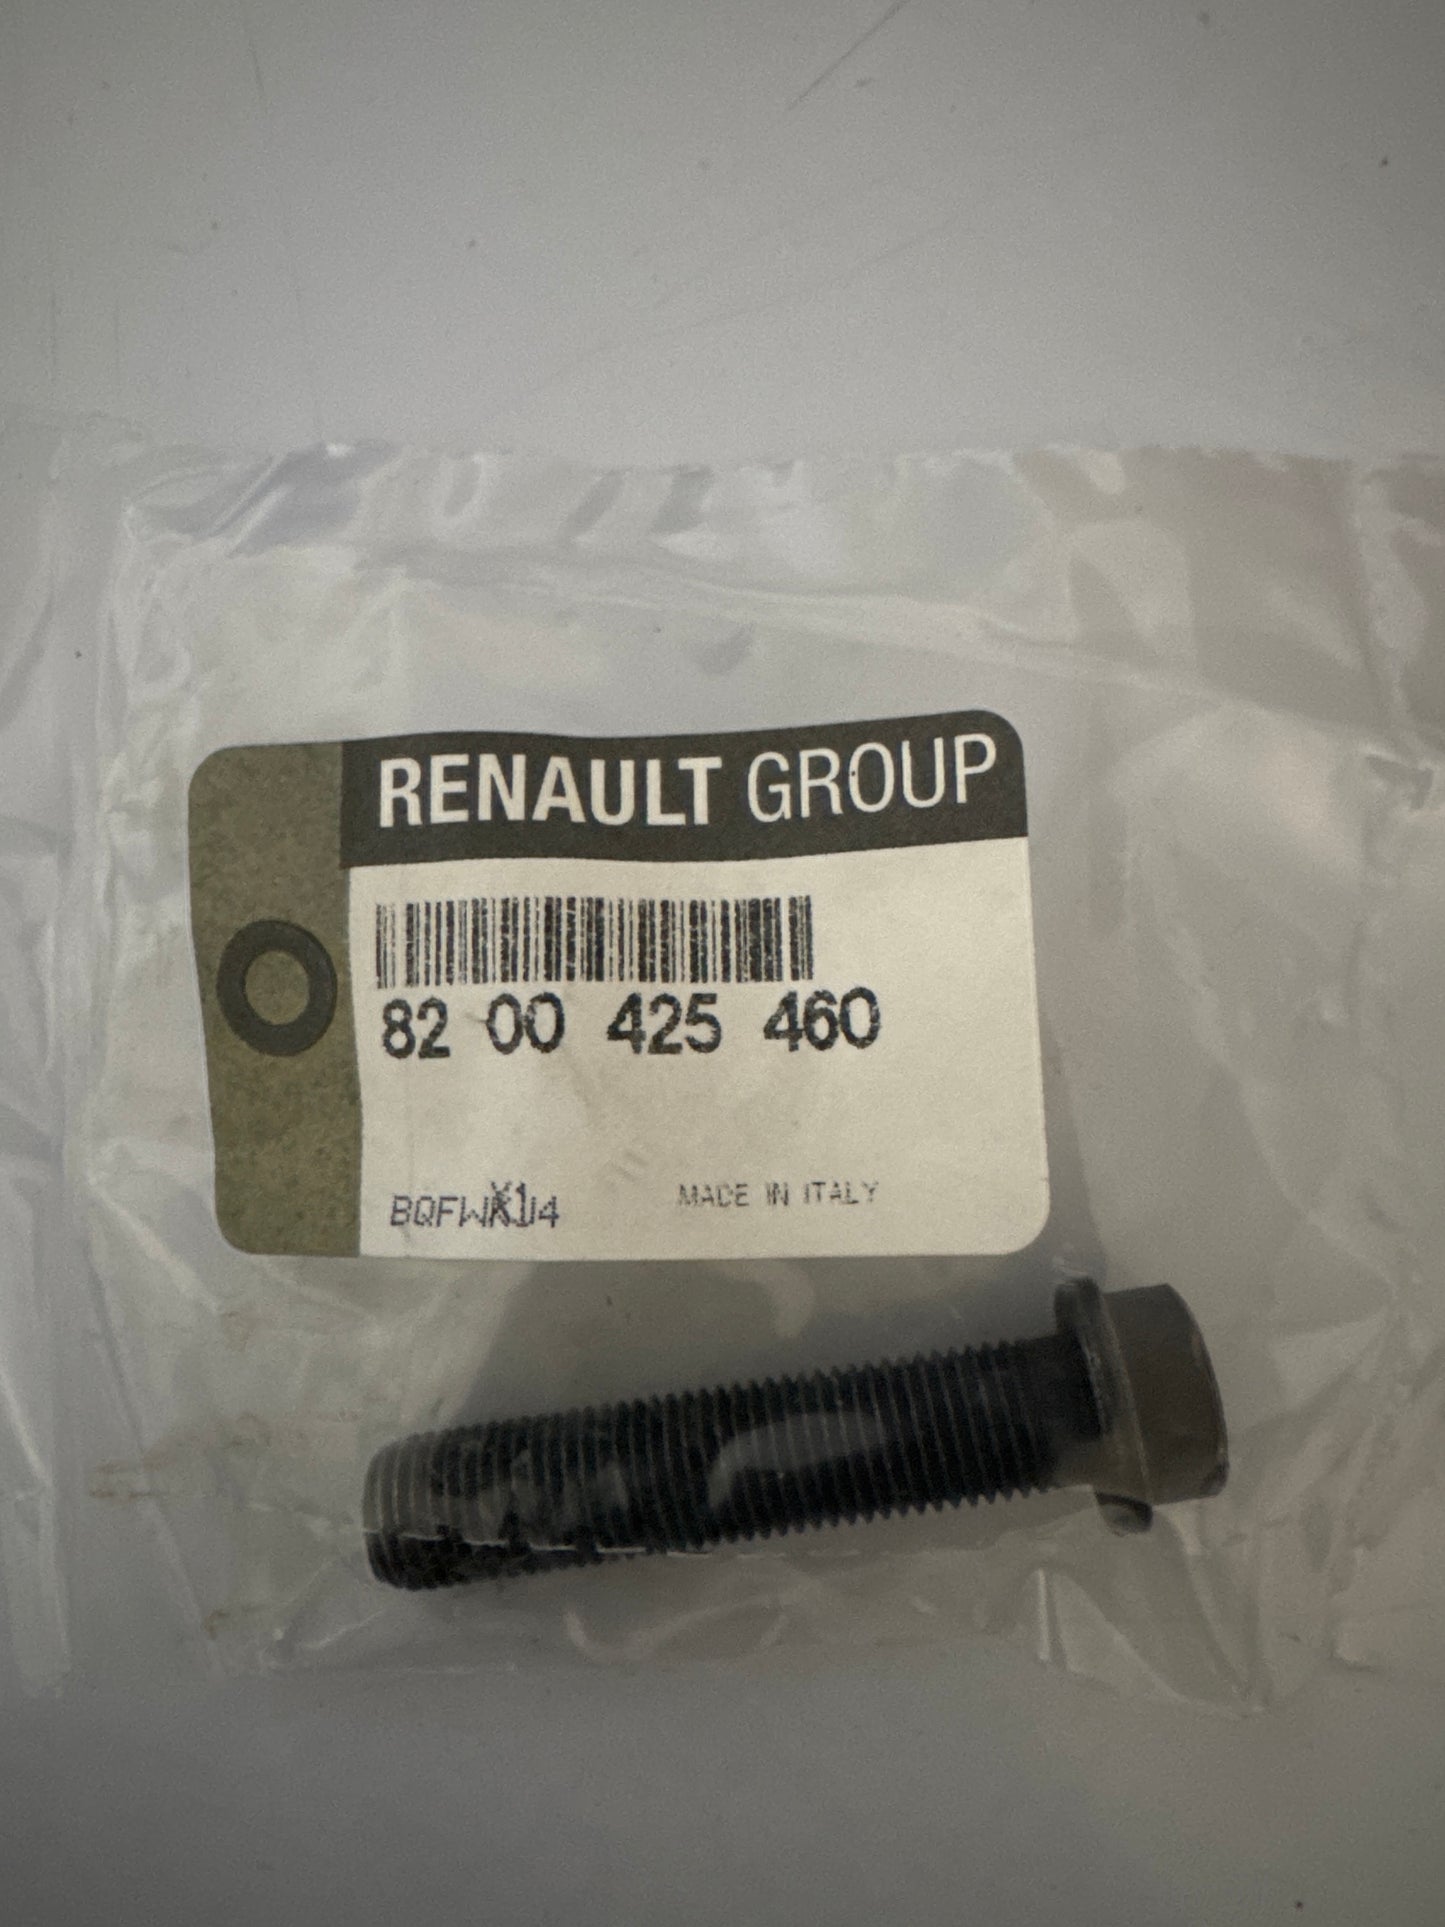 RENAULT GROUP
82 00 425 460
MADE IN ITALY